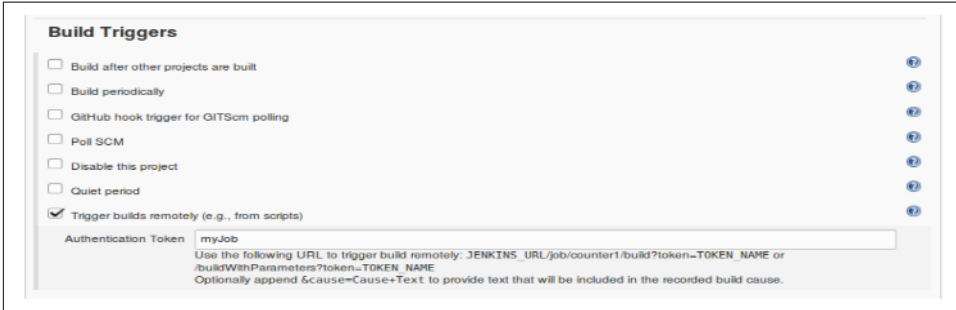 Build Triggers
Build after other projects are built
Build periodically
GitHub hook trigger for GITScm polling
Poll SCM
Disable this project
Quiet period
Trigger builds remotely (e.g., from scripts)
Authentication Token myJob
Use the following URL to trigger build remotely: JENKINS_URL/job/counter1/build?token=TOKEN_NAME or
/buildWithParameters?token=TOKEN_NAME
Optionally append &cause=Cause+Text to provide text that will be included in the recorded build cause.